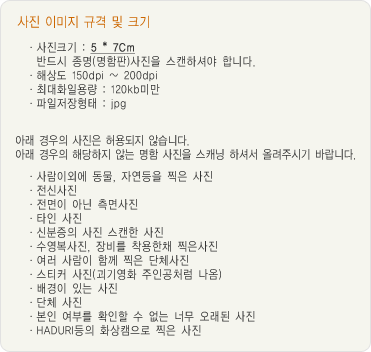 사진 이미지 규격 및 크기
· 사진크기 : 5 * 7Cm
반드시 증명(명함판)사진을 스캔하셔야 합니다.
· 해상도 150dpi ~ 200dpi
· 최대화일용량 : 120kb미만
· 파일저장형태 : jpg
아래 경우의 사진은 허용되지 않습니다.
아래 경우의 해당하지 않는 명함 사진을 스캐닝 하셔서 올려주시기 바랍니다.
· 사람이외에 동물, 자연등을 찍은 사진
· 전신사진
· 전면이 아닌 측면사진
· 타인 사진
· 신분증의 사진 스캔한 사진
· 수영복사진, 장비를 착용한채 찍은사진
· 여러 사람이 함께 찍은 단체사진
· 스티커 사진(괴기영화 주인공처럼 나옴)
· 배경이 있는 사진
· 단체 사진
· 본인 여부를 확인할 수 없는 너무 오래된 사진
· HADURI등의 화상캠으로 찍은 사진